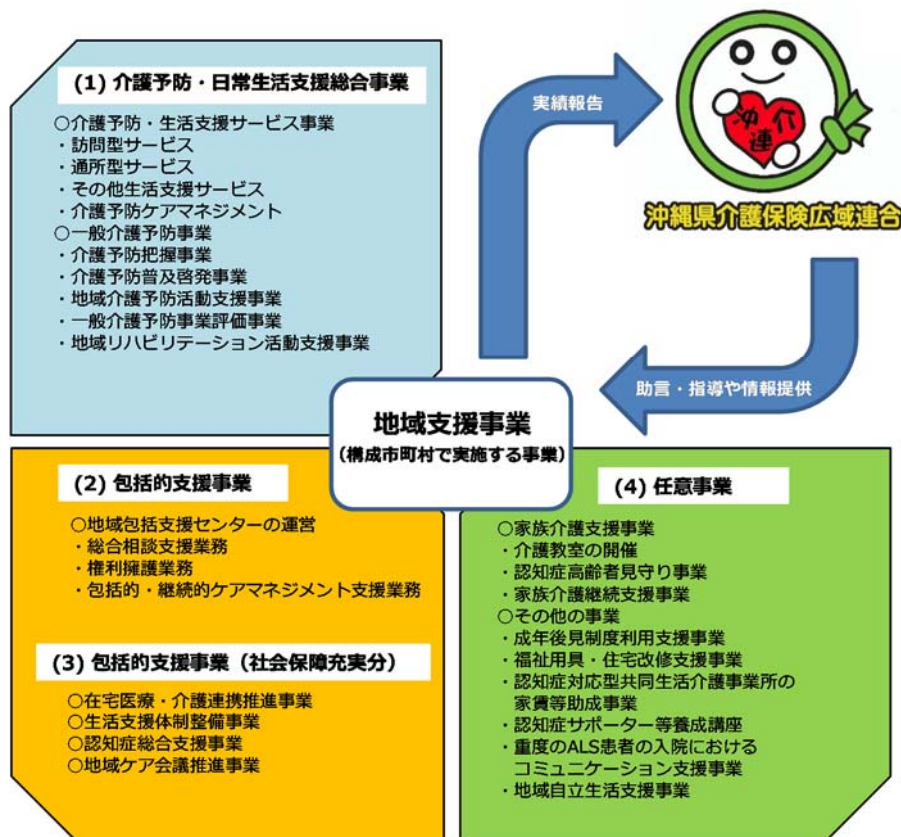 (1) 介護予防・日常生活支援総合事業
○介護予防・生活支援サービス事業
・訪問型サービス
・通所型サービス
・その他生活支援サービス
・介護予防ケアマネジメント
○一般介護予防事業
・介護予防把握事業
・介護予防普及啓発事業
・地域介護予防活動支援事業
・一般介護予防事業評価事業
・地域リハビリテーション活動支援事業
実績報告
沖介連
沖縄県介護保険広域連合
助言・指導や情報提供
地域支援事業
(構成市町村で実施する事業)
(2) 包括的支援事業
○地域包括支援センターの運営
・総合相談支援業務
・権利擁護業務
・包括的・継続的ケアマネジメント支援業務
(3) 包括的支援事業（社会保障充実分）
○在宅医療・介護連携推進事業
○生活支援体制整備事業
○認知症総合支援事業
○地域ケア会議推進事業
(4) 任意事業
○家族介護支援事業
・介護教室の開催
・認知症高齢者見守り事業
・家族介護継続支援事業
○その他の事業
・成年後見制度利用支援事業
・福祉用具・住宅改修支援事業
・認知症対応型共同生活介護事業所の
家賃等助成事業
・認知症サポーター等養成講座
・重度のALS患者の入院における
コミュニケーション支援事業
・地域自立生活支援事業